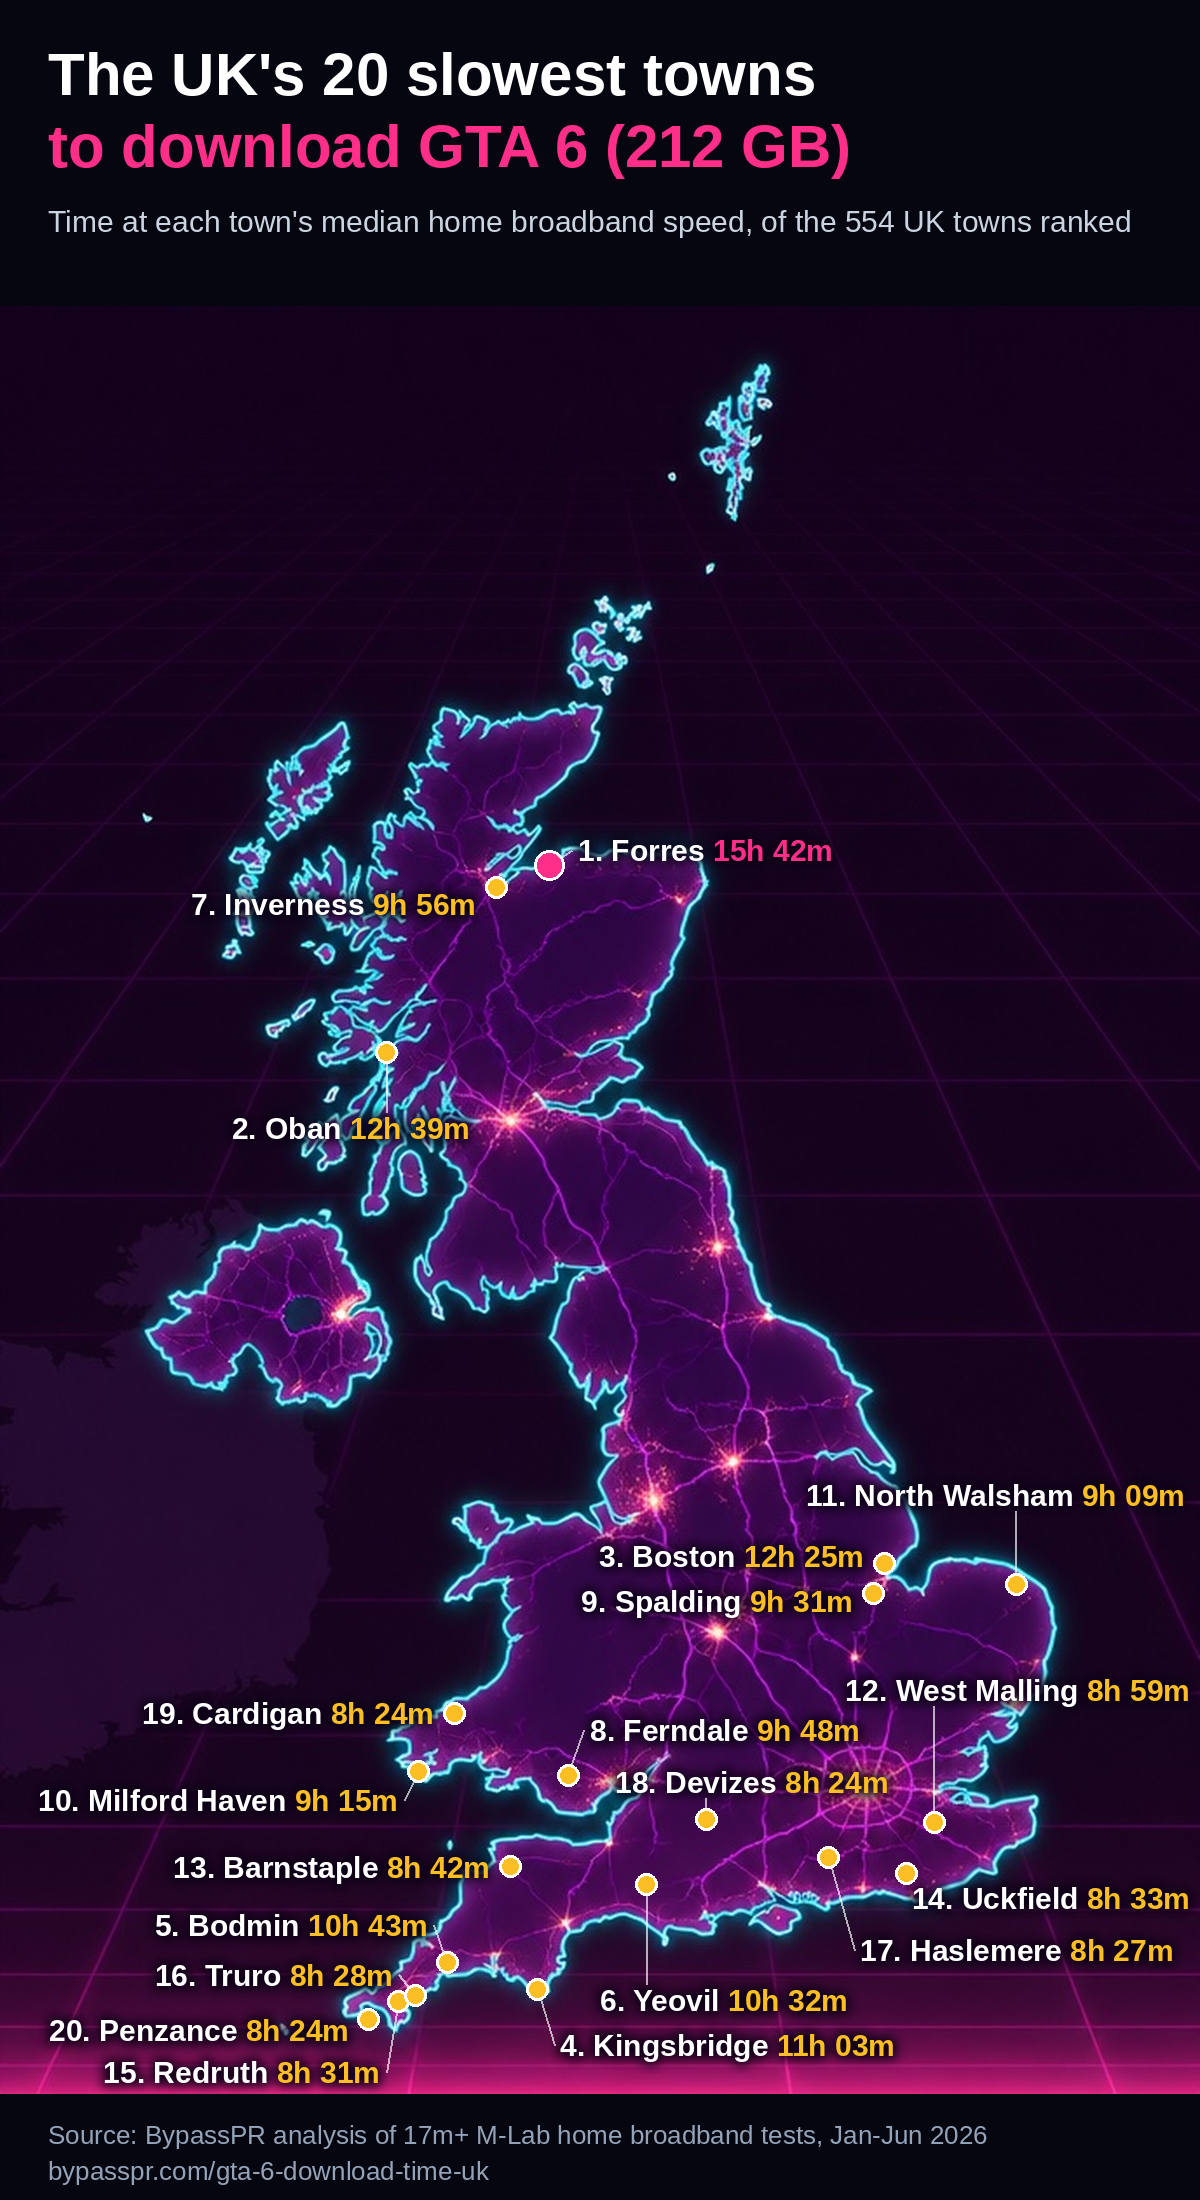 The UK's 20 slowest towns
to download GTA 6 (212 GB)
Time at each town's median home broadband speed, of the 554 UK towns ranked
1. Forres 15h 42m
7. Inverness 9h 56m
2. Oban 12h 39m
11. North Walsham 9h 09m
3. Boston 12h 25m
9. Spalding 9h 31m
12. West Malling 8h 59m
19. Cardigan 8h 24m
8. Ferndale 9h 48m
18. Devizes 8h 24m
10. Milford Haven 9h 15m
13. Barnstaple 8h 42m
14. Uckfield 8h 33m
5. Bodmin 10h 43m
17. Haslemere 8h 27m
16. Truro 8h 28m
6. Yeovil 10h 32m
20. Penzance 8h 24m
4. Kingsbridge 11h 03m
15. Redruth 8h 31m
Source: BypassPR analysis of 17m+ M-Lab home broadband tests, Jan-Jun 2026
bypasspr.com/gta-6-download-time-uk